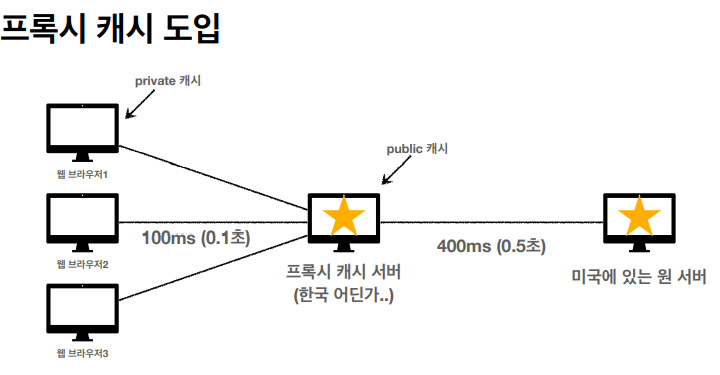 프록시 캐시 도입
private 캐시
public 캐시
웹 브라우저1
웹 브라우저2
100ms (0.1초)
400ms (0.5초)
프록시 캐시 서버
(한국 어딘가..)
미국에 있는 원 서버
웹 브라우저3